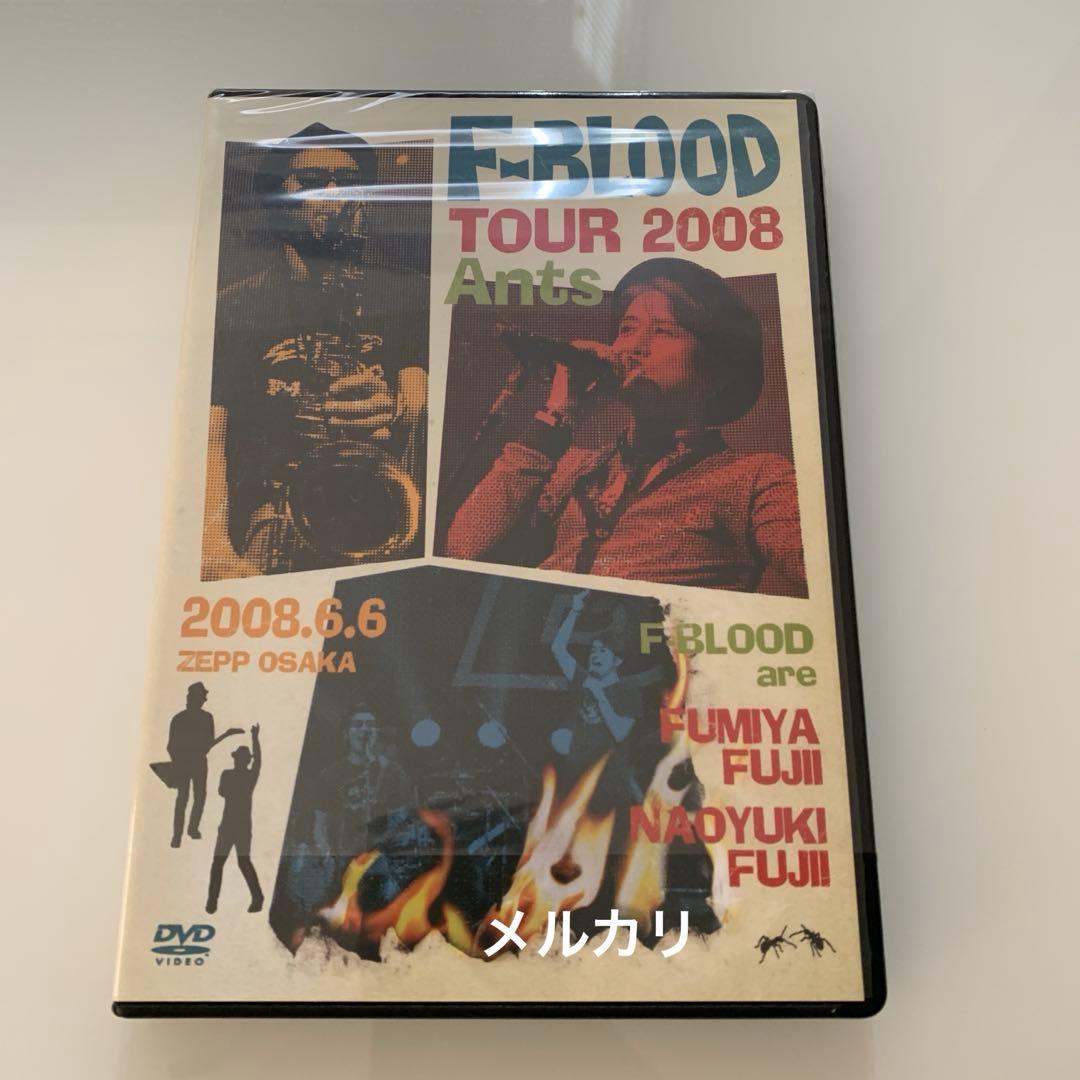 F-BLOOD
TOUR 2008
Ants
2008.6.6
ZEPP OSAKA
F-BLOOD
are
FUMIYA
FUJII
NAOYUKI
FUJII
DVD
VIDEO
メルカリ